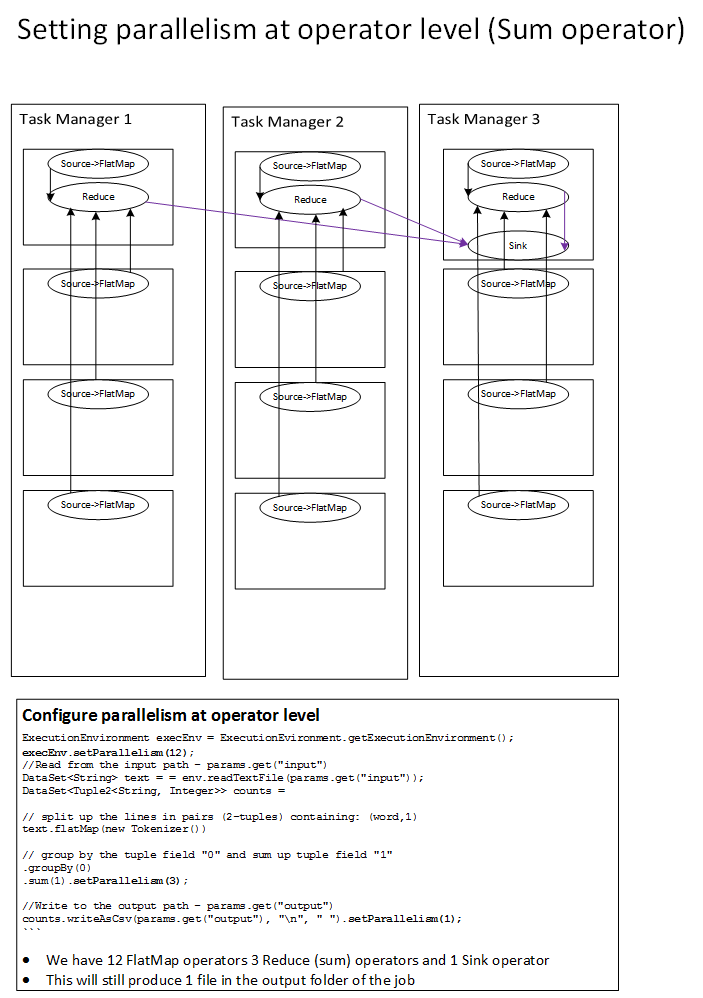 Setting parallelism at operator level (Sum operator)
Task Manager 1
Source->FlatMap
Reduce
Source->FlatMap
Source->FlatMap
Source->FlatMap
Task Manager 2
Source->FlatMap
Reduce
Source->FlatMap
Source->FlatMap
Source->FlatMap
Task Manager 3
Source->FlatMap
Reduce
Sink
Source->FlatMap
Source->FlatMap
Source->FlatMap
Configure parallelism at operator level
ExecutionEnvironment execEnv = ExecutionEvironment.getExecutionEnvironment();
execEnv.setParallelism(12);
//Read from the input path - params.get("input")
DataSet<String> text = = env.readTextFile(params.get("input"));
DataSet<Tuple2<String, Integer>> counts =
// split up the lines in pairs (2-tuples) containing: (word,1)
text.flatMap(new Tokenizer())
// group by the tuple field "0" and sum up tuple field "1"
.groupBy(0)
.sum(1).setParallelism(3);
//Write to the output path - params.get("output")
counts.writeAsCsv(params.get("output"), "\n", " ").setParallelism(1);
```
• We have 12 FlatMap operators 3 Reduce (sum) operators and 1 Sink operator
• This will still produce 1 file in the output folder of the job